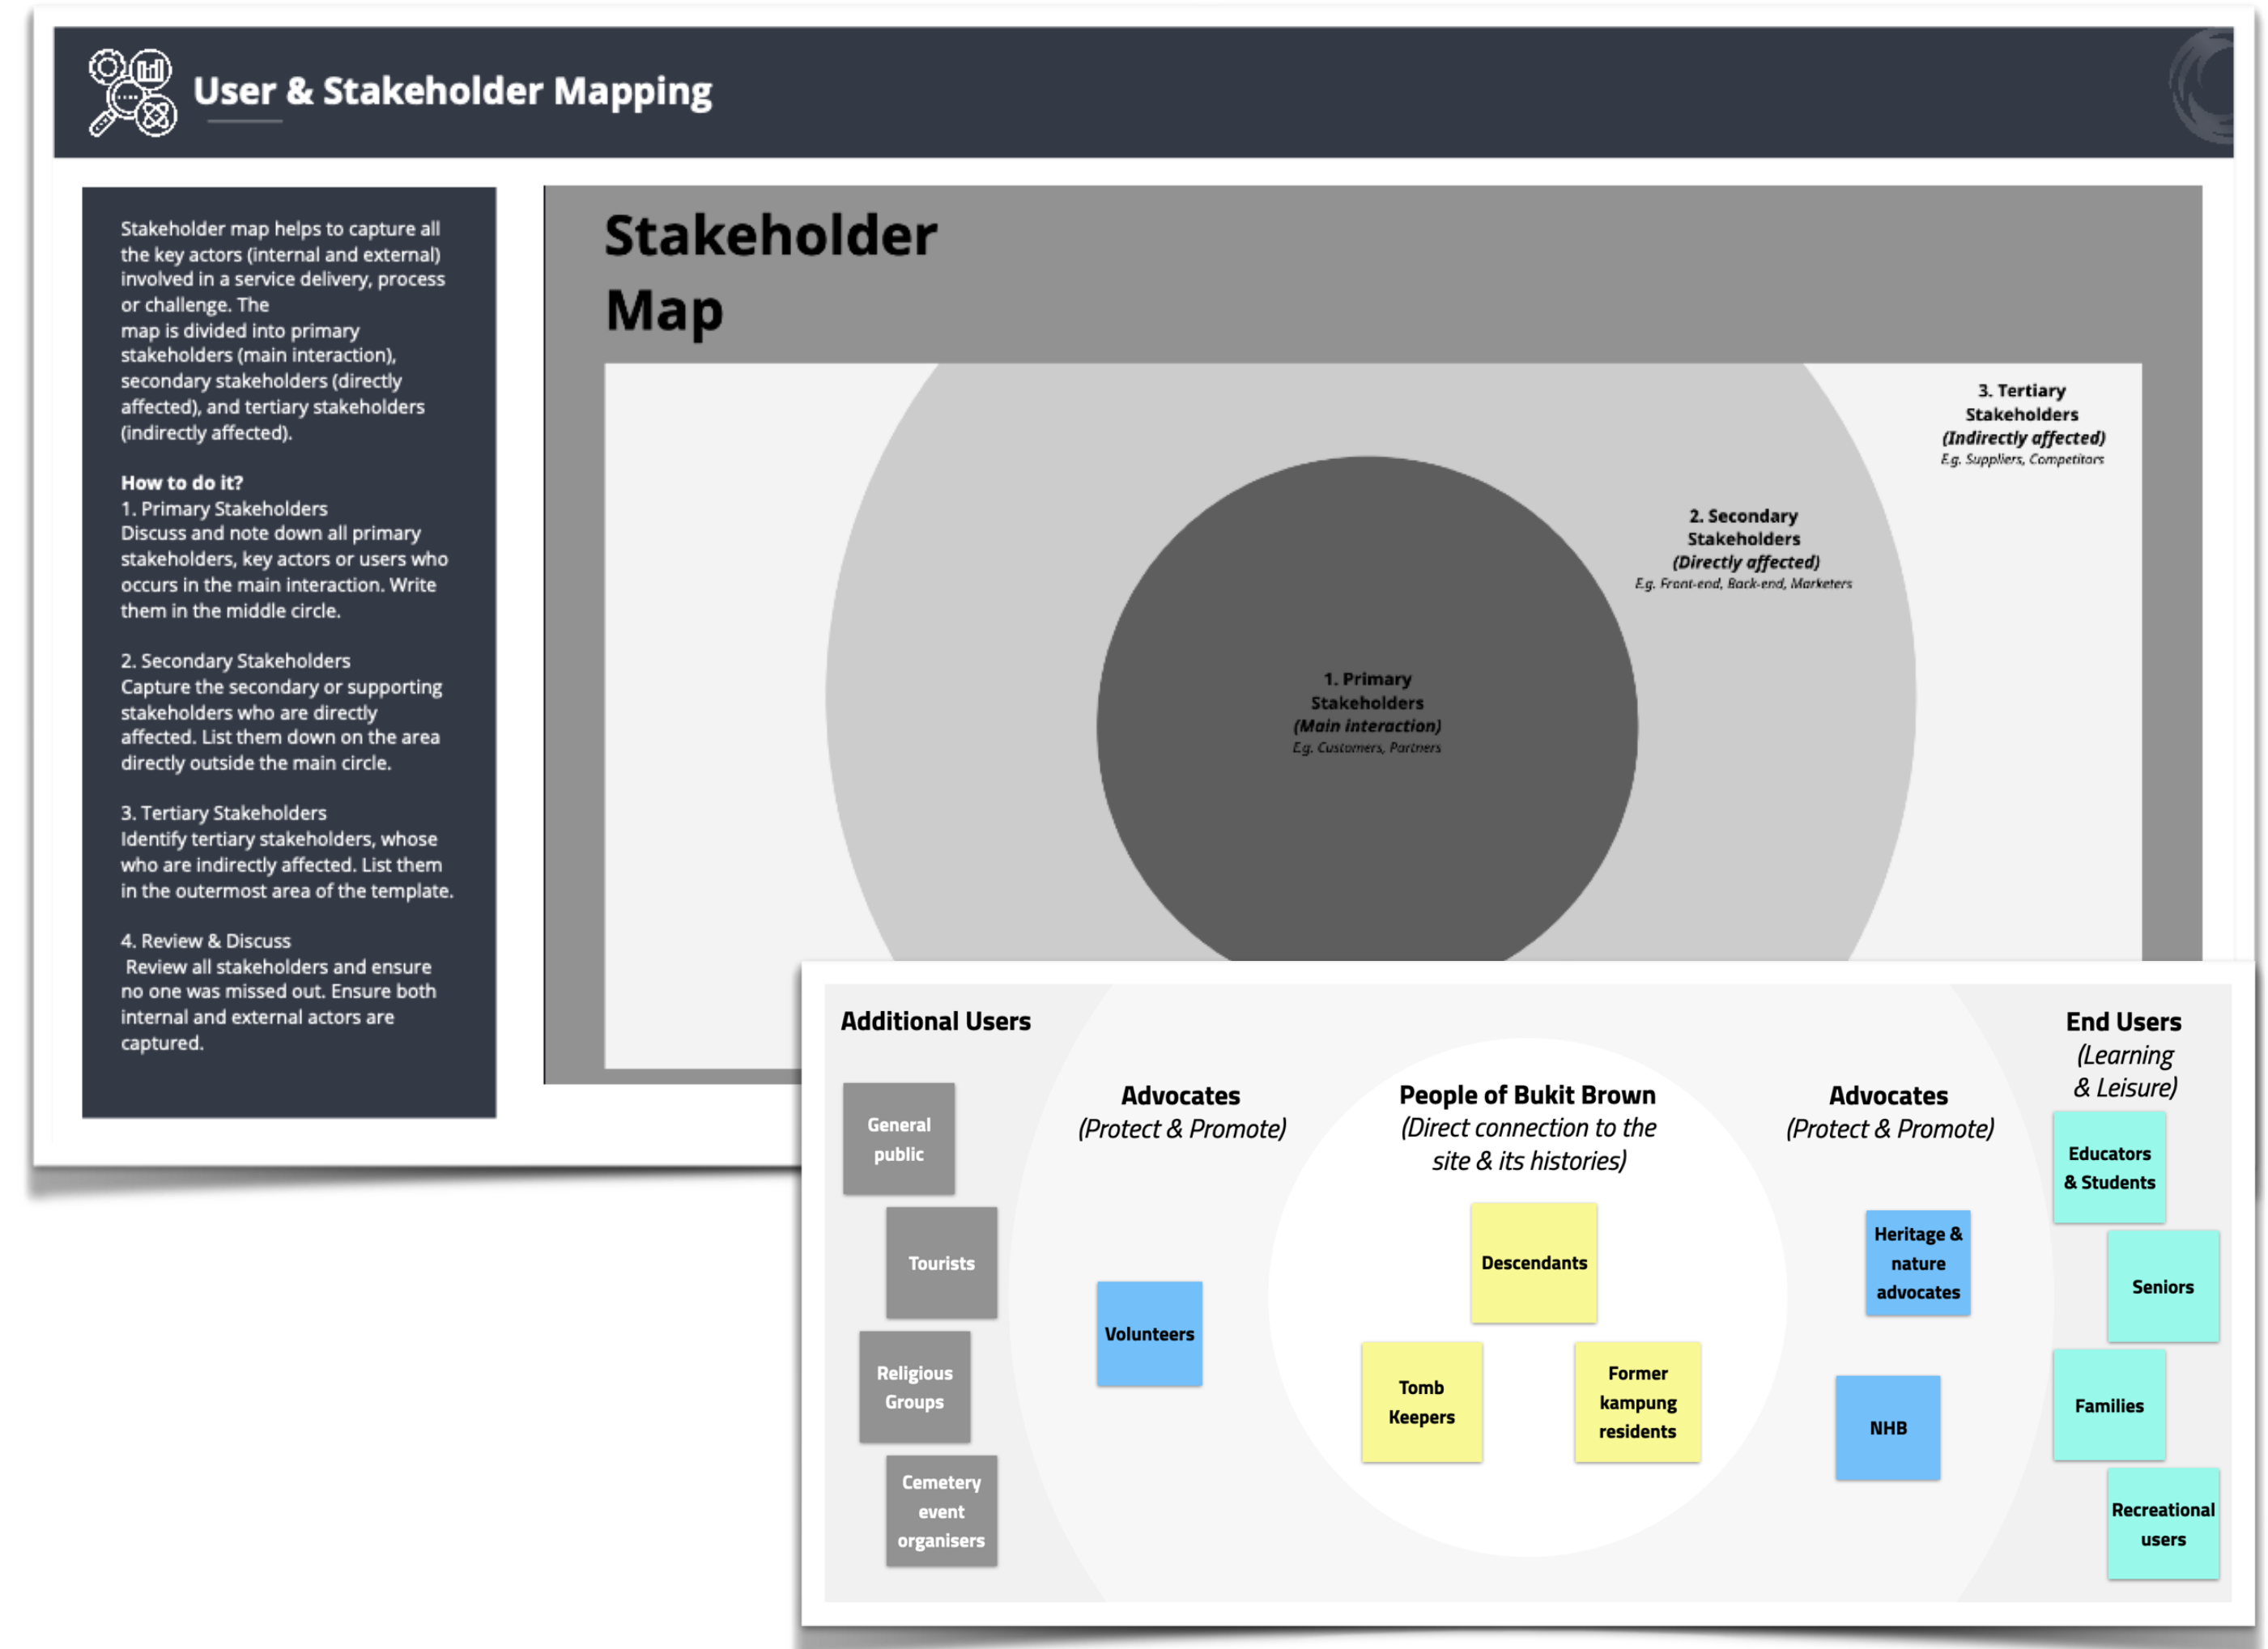 User & Stakeholder Mapping
Stakeholder map helps to capture all
the key actors (internal and external)
involved in a service delivery, process
or challenge. The
map is divided into primary
stakeholders (main interaction),
secondary stakeholders (directly
affected), and tertiary stakeholders
(indirectly affected).
How to do it?
1. Primary Stakeholders
Discuss and note down all primary
stakeholders, key actors or users who
occurs in the main interaction. Write
them in the middle circle.
2. Secondary Stakeholders
Capture the secondary or supporting
stakeholders who are directly
affected. List them down on the area
directly outside the main circle.
3. Tertiary Stakeholders
Identify tertiary stakeholders, whose
who are indirectly affected. List them
in the outermost area of the template.
4. Review & Discuss
Review all stakeholders and ensure
no one was missed out. Ensure both
internal and external actors are
captured.
Stakeholder
Map
3. Tertiary
Stakeholders
(Indirectly affected)
E.g. Suppliers, Competitors
2. Secondary
Stakeholders
(Directly affected)
E.g. Front-end, Back-end, Marketers
1. Primary
Stakeholders
(Main interaction)
E.g. Customers, Partners
Additional Users
General
public
Tourists
Religious
Groups
Cemetery
event
organisers
Advocates
(Protect & Promote)
Volunteers
People of Bukit Brown
(Direct connection to the
site & its histories)
Descendants
Tomb
Keepers
Former
kampung
residents
Advocates
(Protect & Promote)
Heritage &
nature
advocates
NHB
End Users
(Learning
& Leisure)
Educators
& Students
Seniors
Families
Recreational
users